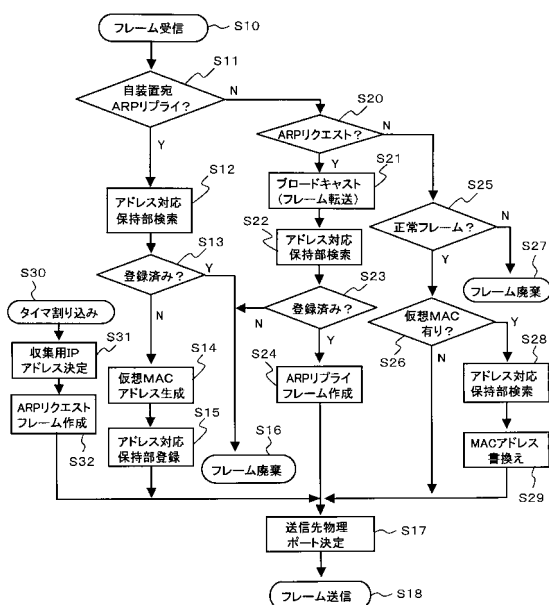 フレーム受信
S10
S11
自装置宛
ARPリプライ?
N
Y
S20
ARPリクエスト?
N
Y
S12
アドレス対応
保持部検索
S21
ブロードキャスト
(フレーム転送)
S25
正常フレーム?
N
Y
S27
フレーム廃棄
S22
アドレス対応
保持部検索
S13
登録済み?
Y
N
S23
登録済み?
N
Y
仮想MAC
有り?
Y
N
S26
S28
アドレス対応
保持部検索
S30
タイマ割り込み
S31
収集用IP
アドレス決定
ARPリクエスト
フレーム作成
S32
S14
仮想MAC
アドレス生成
S24
ARPリプライ
フレーム作成
S15
アドレス対応
保持部登録
S16
フレーム廃棄
MACアドレス
書換え
S29
送信先物理
ポート決定
S17
フレーム送信
S18